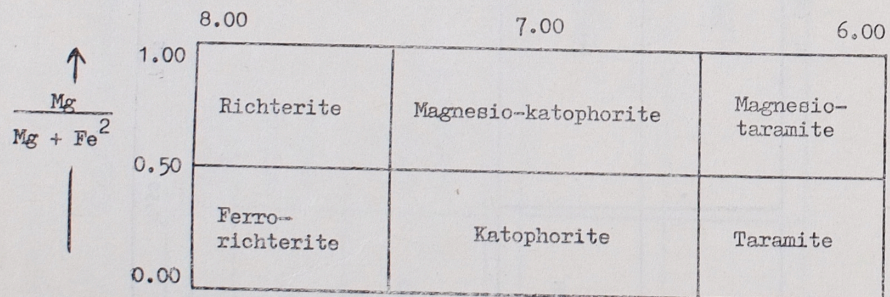 8.00 7.00 6.00
1.00
Mg
Mg + Fe2
Richterite Magnesio-katophorite Magnesio-
taramite
0.50
Ferro-
richterite Katophorite Taramite
0.00